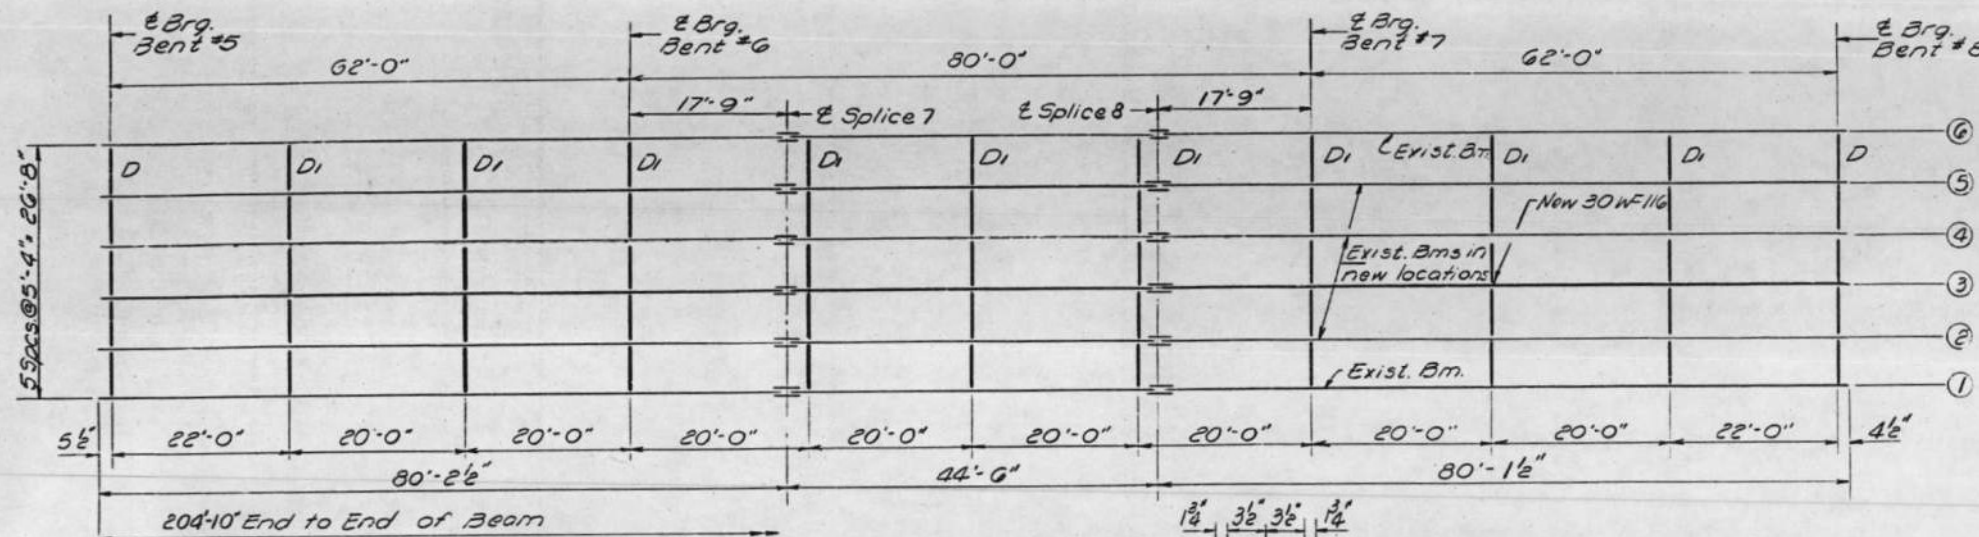 ℄ Brg.
Bent #5
℄ Brg.
Bent #6
℄ Brg.
Bent #7
℄ Brg.
Bent #8
62'-0"
80'-0"
62'-0"
17'-9"
℄ Splice 7
℄ Splice 8
17'-9"
5 Spcs @ 5'-4" = 26'-8"
D
D1
D1
D1
D1
D1
D1
D1
D1
D1
D
Exist. Bm.
New 30 WF 116
Exist. Bms in
new locations
Exist. Bm.
6
5
4
3
2
1
5½"
22'-0"
20'-0"
20'-0"
20'-0"
20'-0"
20'-0"
20'-0"
20'-0"
20'-0"
22'-0"
4½"
80'-2½"
44'-6"
80'-1½"
204'-10" End to End of Beam
1¾"
3½"
3½"
1¾"